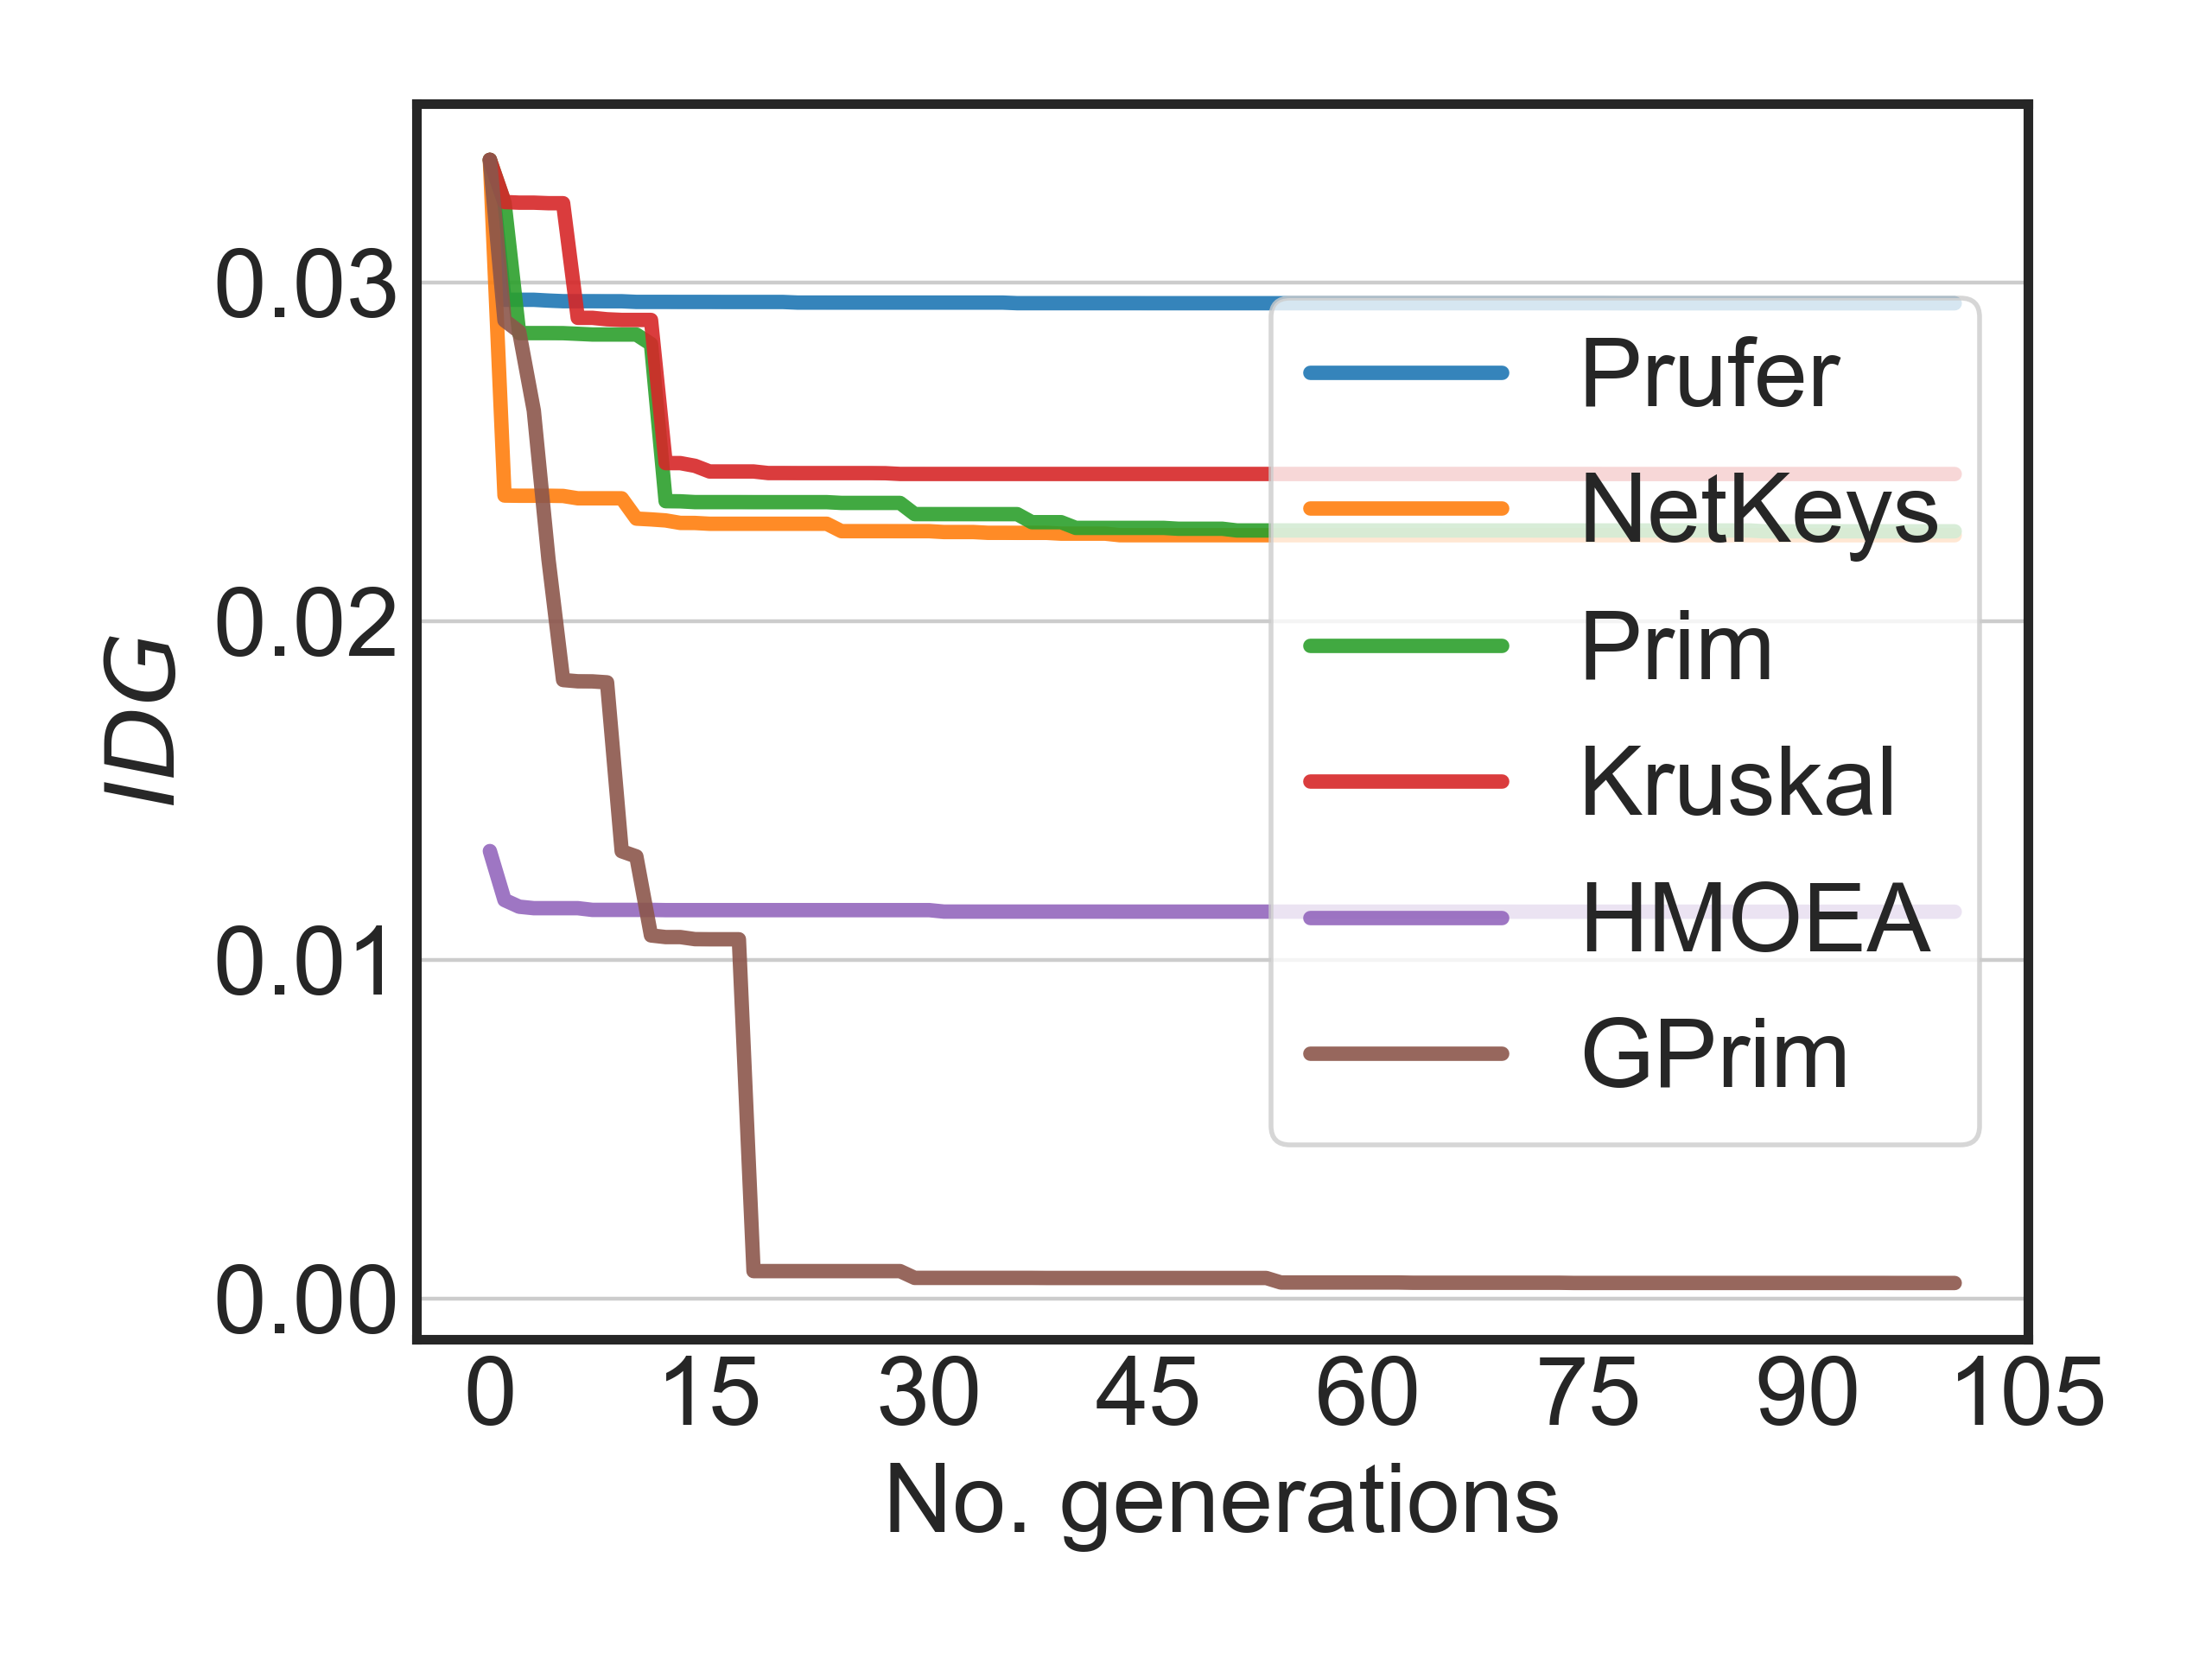 IDG
0.03
0.02
0.01
0.00
0 15 30 45 60 75 90 105
No. generations
Prufer
NetKeys
Prim
Kruskal
HMOEA
GPrim